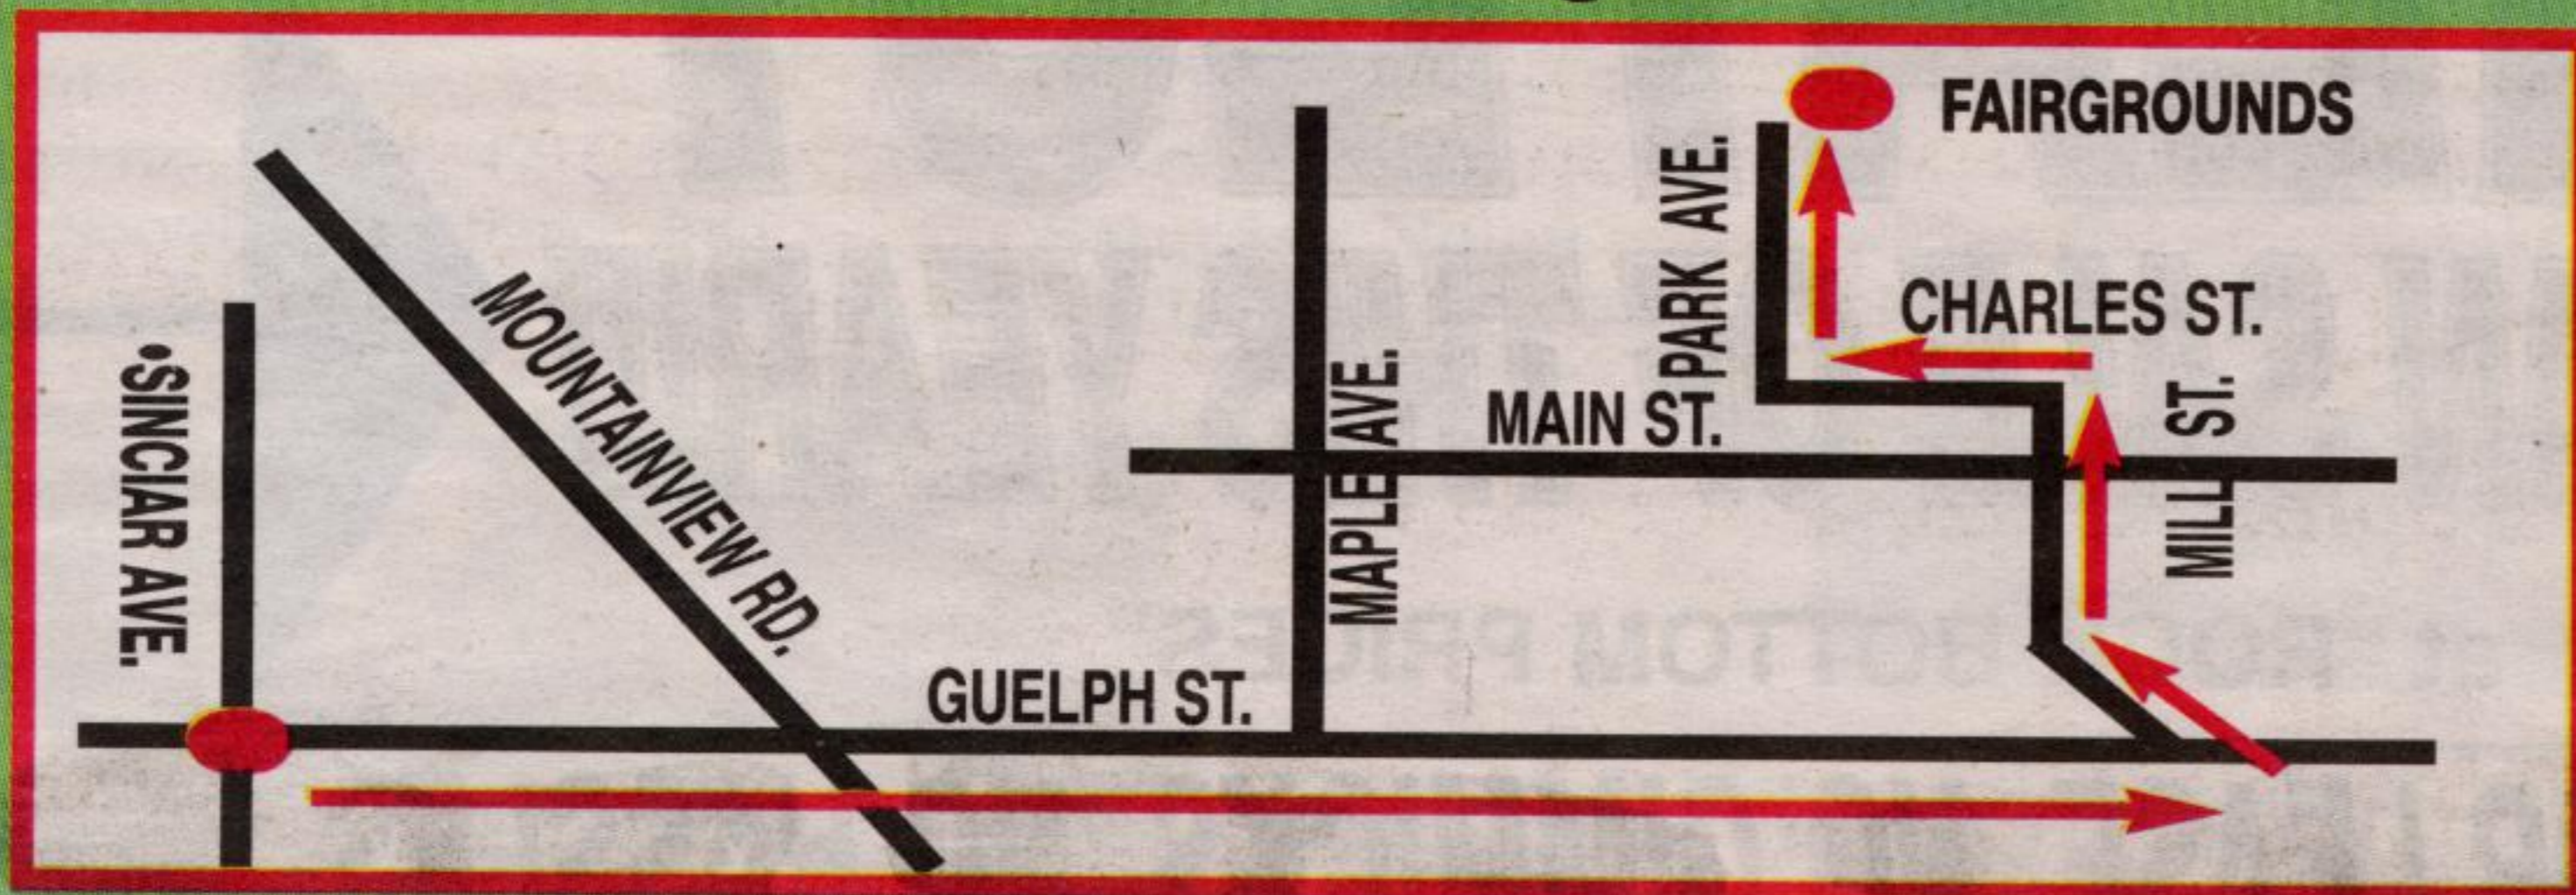 FAIRGROUNDS
PARK AVE.
CHARLES ST.
•SINCIAR AVE.
MOUNTAINVIEW RD.
MAPLE AVE.
MAIN ST.
MILL ST.
GUELPH ST.